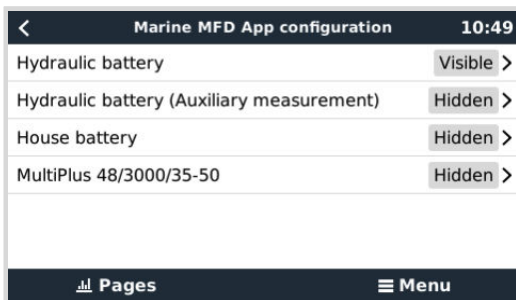 Marine MFD App configuration 10:49
Hydraulic battery Visible
Hydraulic battery (Auxiliary measurement) Hidden
House battery Hidden
MultiPlus 48/3000/35-50 Hidden
Pages Menu